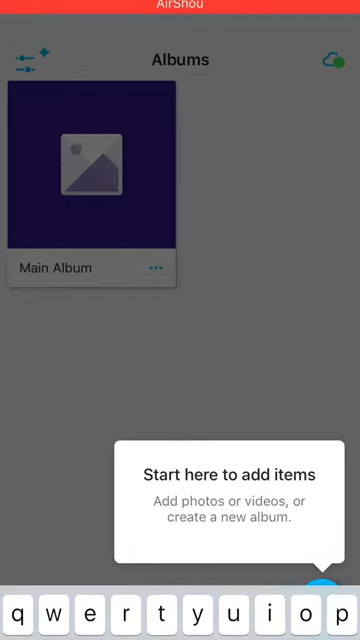 AirShou
Albums
Main Album
Start here to add items
Add photos or videos, or
create a new album.
q w e r t y u i o p